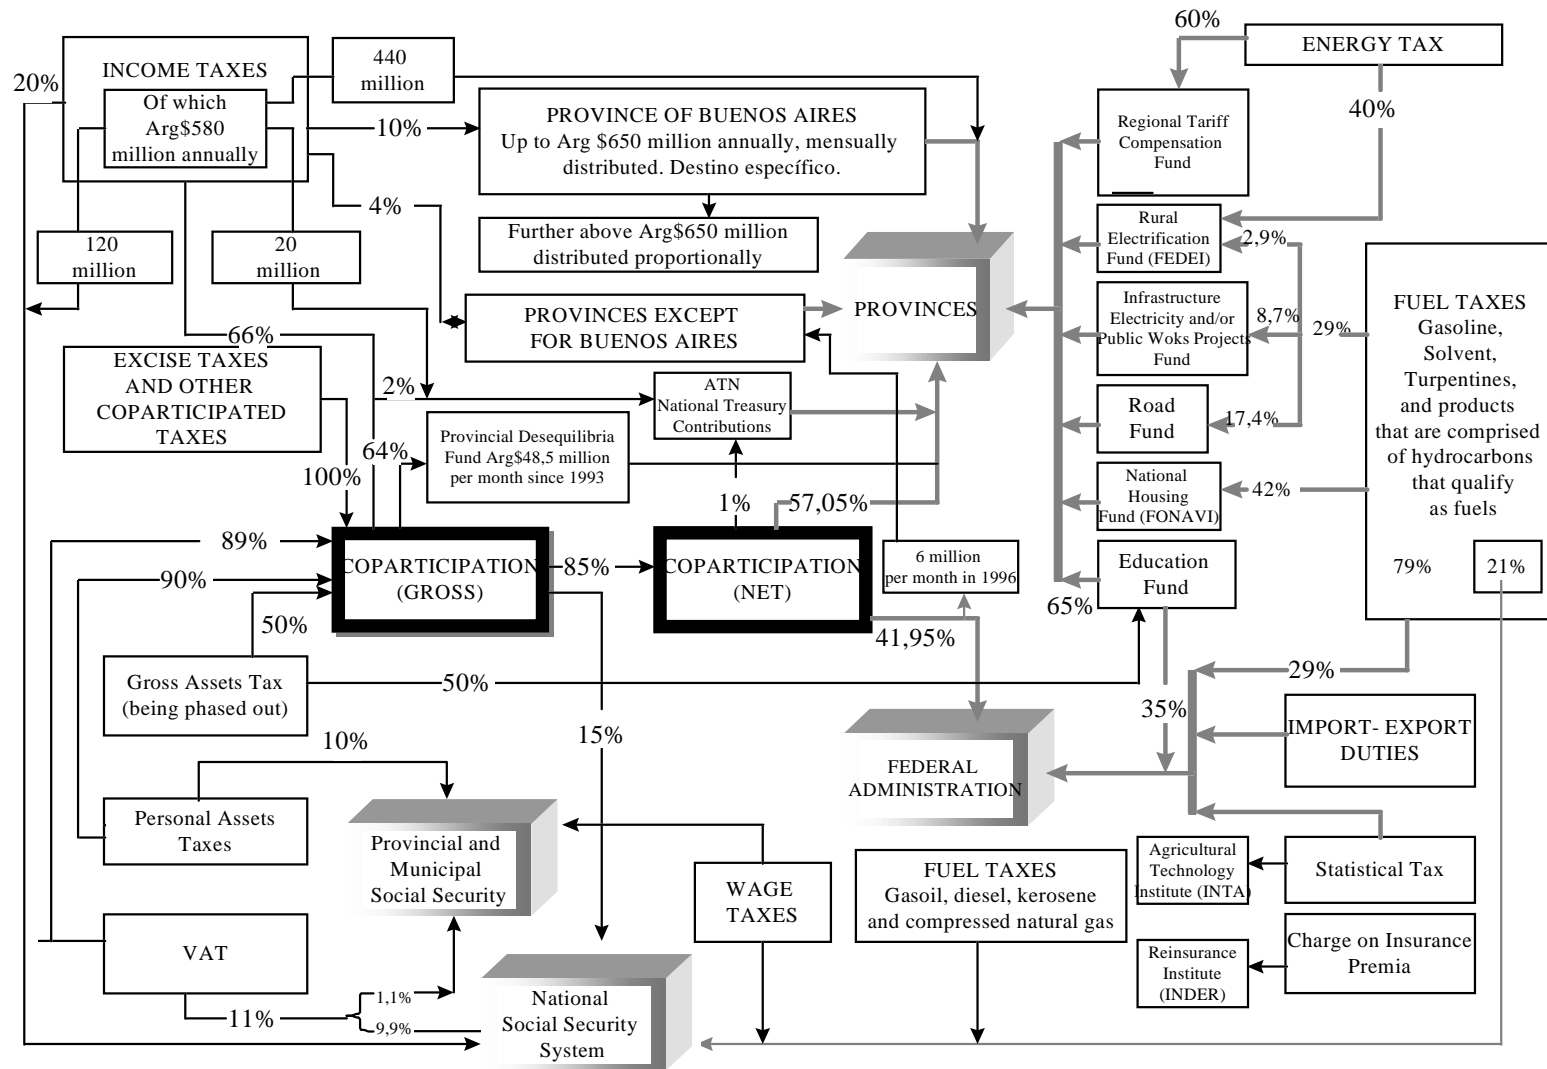 INCOME TAXES
Of which
Arg$580
million annually
20%
440
million
10%
PROVINCE OF BUENOS AIRES
Up to Arg $650 million annually, mensually
distributed. Destino específico.
4%
Further above Arg$650 million
distributed proportionally
120
million
20
million
66%
PROVINCES EXCEPT
FOR BUENOS AIRES
PROVINCES
EXCISE TAXES
AND OTHER
COPARTICIPATED
TAXES
2%
ATN
National Treasury
Contributions
64%
Provincial Desequilibria
Fund Arg$48,5 million
per month since 1993
100%
1%
57,05%
89%
90%
50%
COPARTICIPATION
(GROSS)
85%
COPARTICIPATION
(NET)
6 million
per month in 1996
41,95%
Gross Assets Tax
(being phased out)
50%
15%
10%
Personal Assets
Taxes
Provincial and
Municipal
Social Security
VAT
11%
1,1%
9,9%
National
Social Security
System
WAGE
TAXES
FEDERAL
ADMINISTRATION
FUEL TAXES
Gasoil, diesel, kerosene
and compressed natural gas
60%
ENERGY TAX
40%
Regional Tariff
Compensation
Fund
Rural
Electrification
Fund (FEDEI)
2,9%
Infrastructure
Electricity and/or
Public Woks Projects
Fund
8,7%
29%
Road
Fund
17,4%
National
Housing
Fund (FONAVI)
42%
Education
Fund
65%
35%
FUEL TAXES
Gasoline,
Solvent,
Turpentines,
and products
that are comprised
of hydrocarbons
that qualify
as fuels
79%
21%
29%
IMPORT- EXPORT
DUTIES
Agricultural
Technology
Institute (INTA)
Statistical Tax
Reinsurance
Institute
(INDER)
Charge on Insurance
Premia